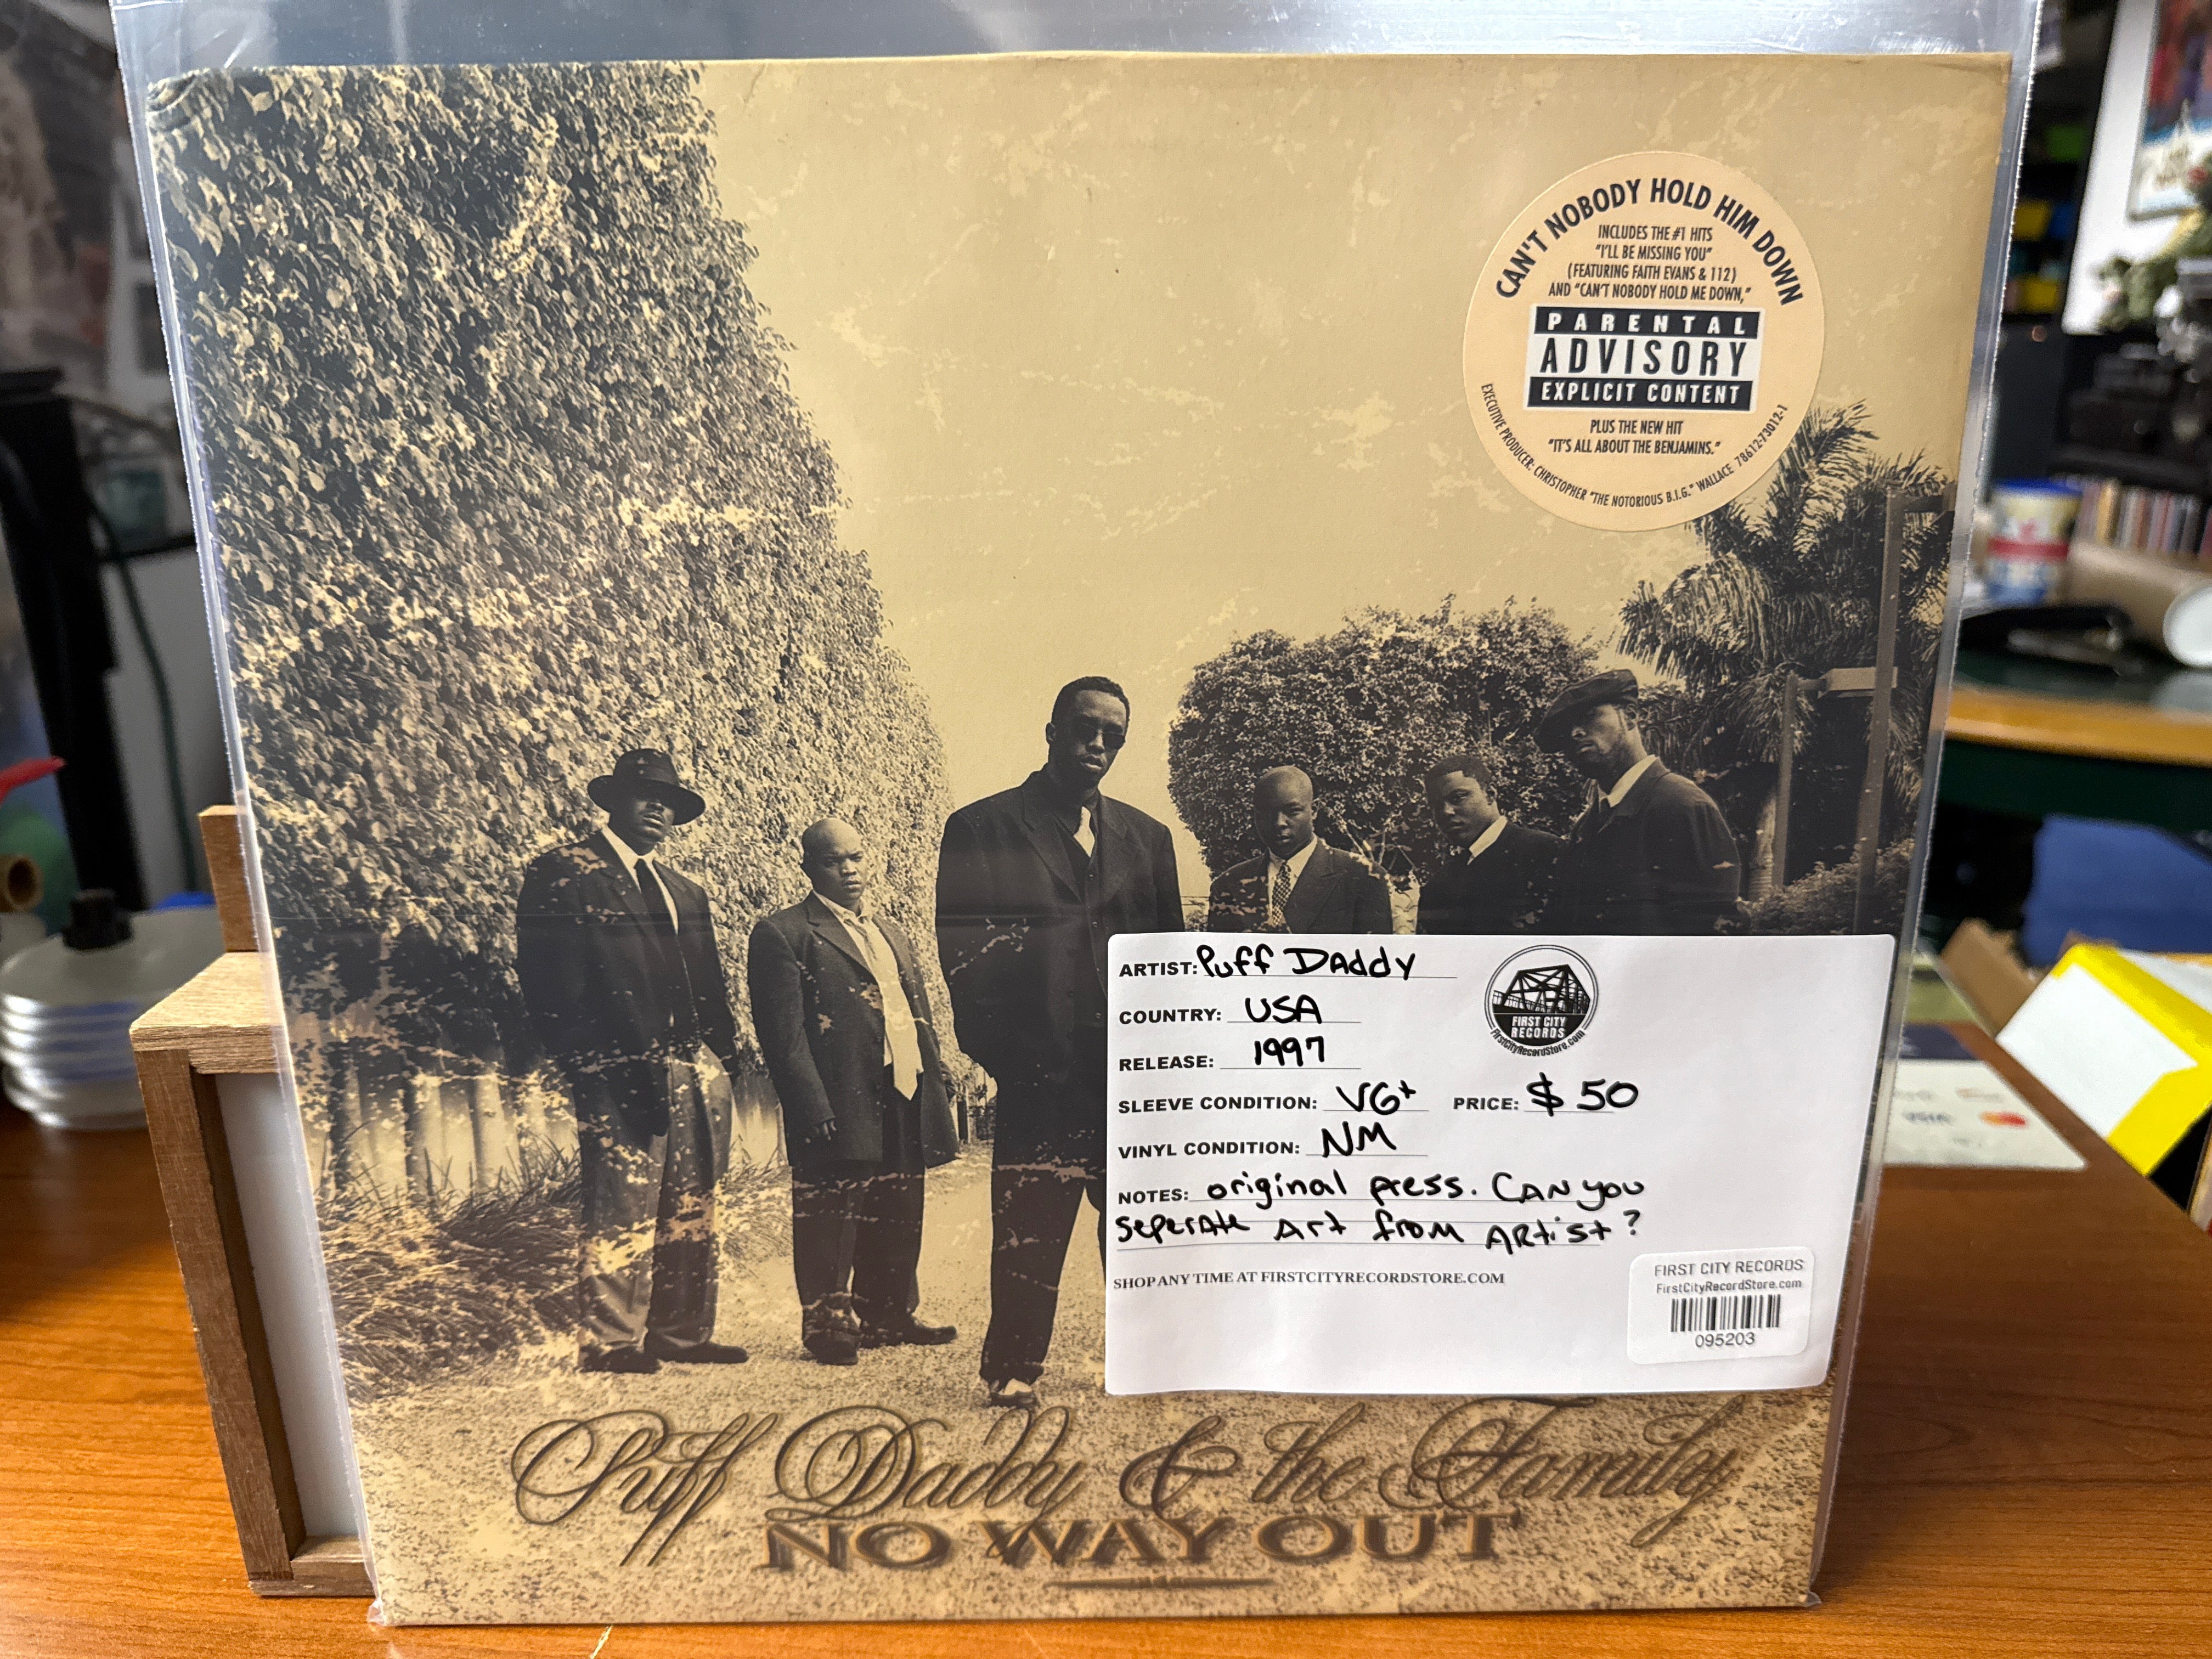 CAN'T NOBODY HOLD HIM DOWN
INCLUDES THE #1 HITS
"I'LL BE MISSING YOU"
(FEATURING FAITH EVANS & 112)
AND "CAN'T NOBODY HOLD ME DOWN,"
PARENTAL
ADVISORY
EXPLICIT CONTENT
PLUS THE NEW HIT
"IT'S ALL ABOUT THE BENJAMINS."
EXECUTIVE PRODUCER: CHRISTOPHER "THE NOTORIOUS B.I.G." WALLACE 78612-73012-1
ARTIST: Puff Daddy
COUNTRY: USA
RELEASE: 1997
SLEEVE CONDITION: VG+ PRICE: $50
VINYL CONDITION: NM
NOTES: original press. CAN you
seperate Art from Artist?
SHOP ANY TIME AT FIRSTCITYRECORDSTORE.COM
FIRST CITY
RECORDS
FirstCityRecordStore.com
FIRST CITY RECORDS
FirstCityRecordStore.com
095203
Puff Daddy & the Family
NO WAY OUT
VISA